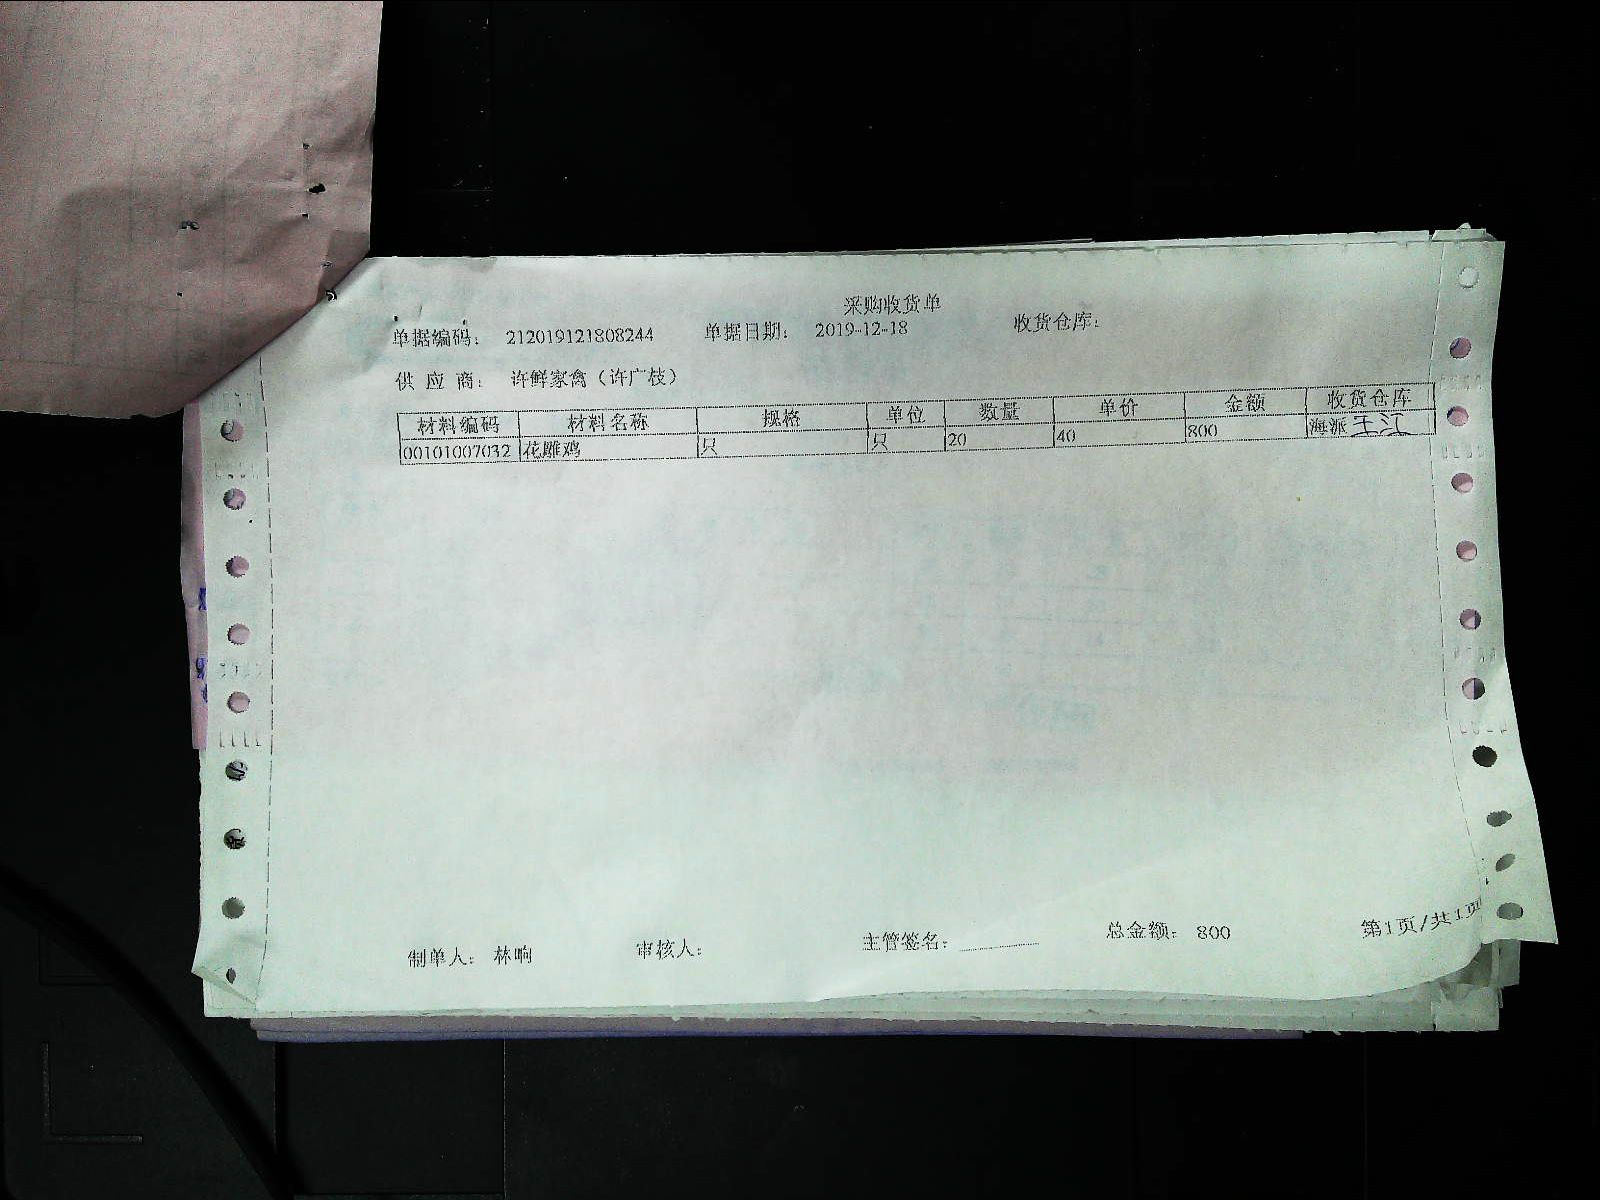 采购收货单
单据编码： 212019121808244 单据日期： 2019-12-18 收货仓库：
供 应 商： 许鲜家禽（许广枝）
材料编码 材料名称 规格 单位 数量 单价 金额 收货仓库
00101007032 花雕鸡 只 只 20 40 800 海派 王江
制单人： 林响 审核人： 主管签名： 总金额： 800 第1页/共1页